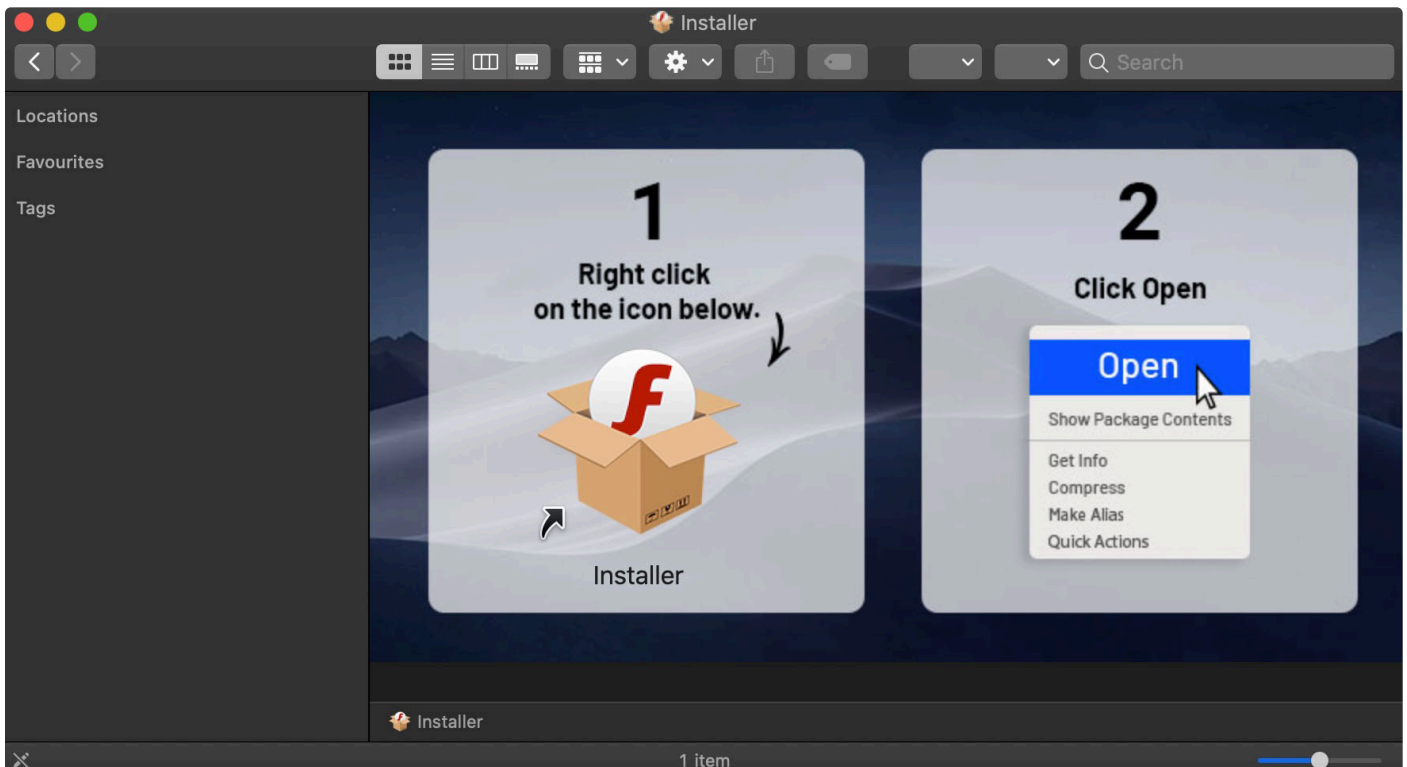 Installer
Search
Locations
Favourites
Tags
1
Right click
on the icon below.
Installer
2
Click Open
Open
Show Package Contents
Get Info
Compress
Make Alias
Quick Actions
Installer
1 item